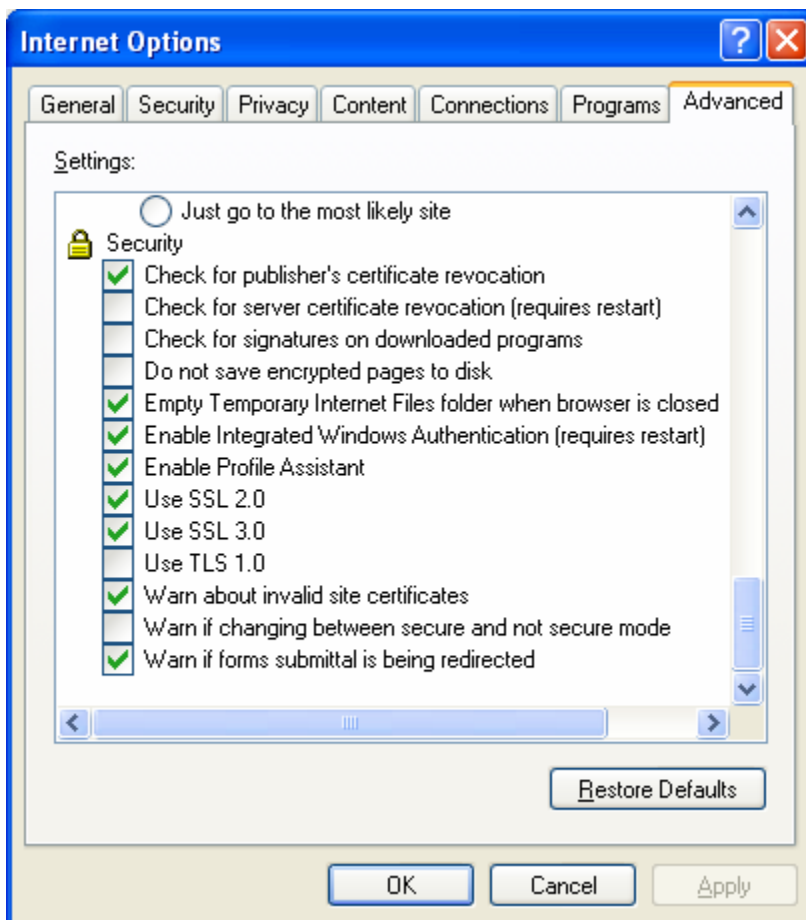 Internet Options
General Security Privacy Content Connections Programs Advanced
Settings:
Just go to the most likely site
Security
Check for publisher's certificate revocation
Check for server certificate revocation (requires restart)
Check for signatures on downloaded programs
Do not save encrypted pages to disk
Empty Temporary Internet Files folder when browser is closed
Enable Integrated Windows Authentication (requires restart)
Enable Profile Assistant
Use SSL 2.0
Use SSL 3.0
Use TLS 1.0
Warn about invalid site certificates
Warn if changing between secure and not secure mode
Warn if forms submittal is being redirected
Restore Defaults
OK Cancel Apply